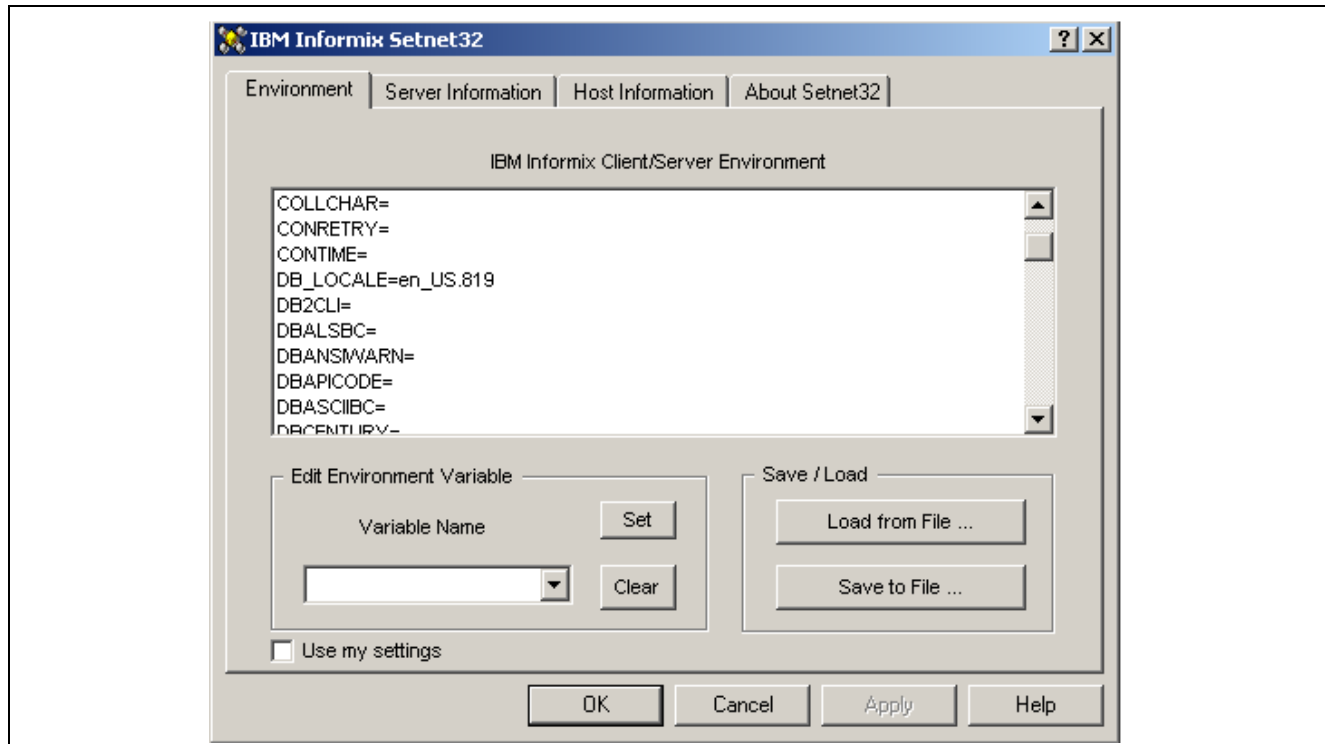 IBM Informix Setnet32
Environment
Server Information
Host Information
About Setnet32
IBM Informix Client/Server Environment
COLLCHAR=
CONRETRY=
CONTIME=
DB_LOCALE=en_US.819
DB2CLI=
DBALSBC=
DBANSIWARN=
DBAPICODE=
DBASCIIBC=
DBCENTURY=
Edit Environment Variable
Variable Name
Set
Clear
Save / Load
Load from File ...
Save to File ...
Use my settings
OK
Cancel
Apply
Help